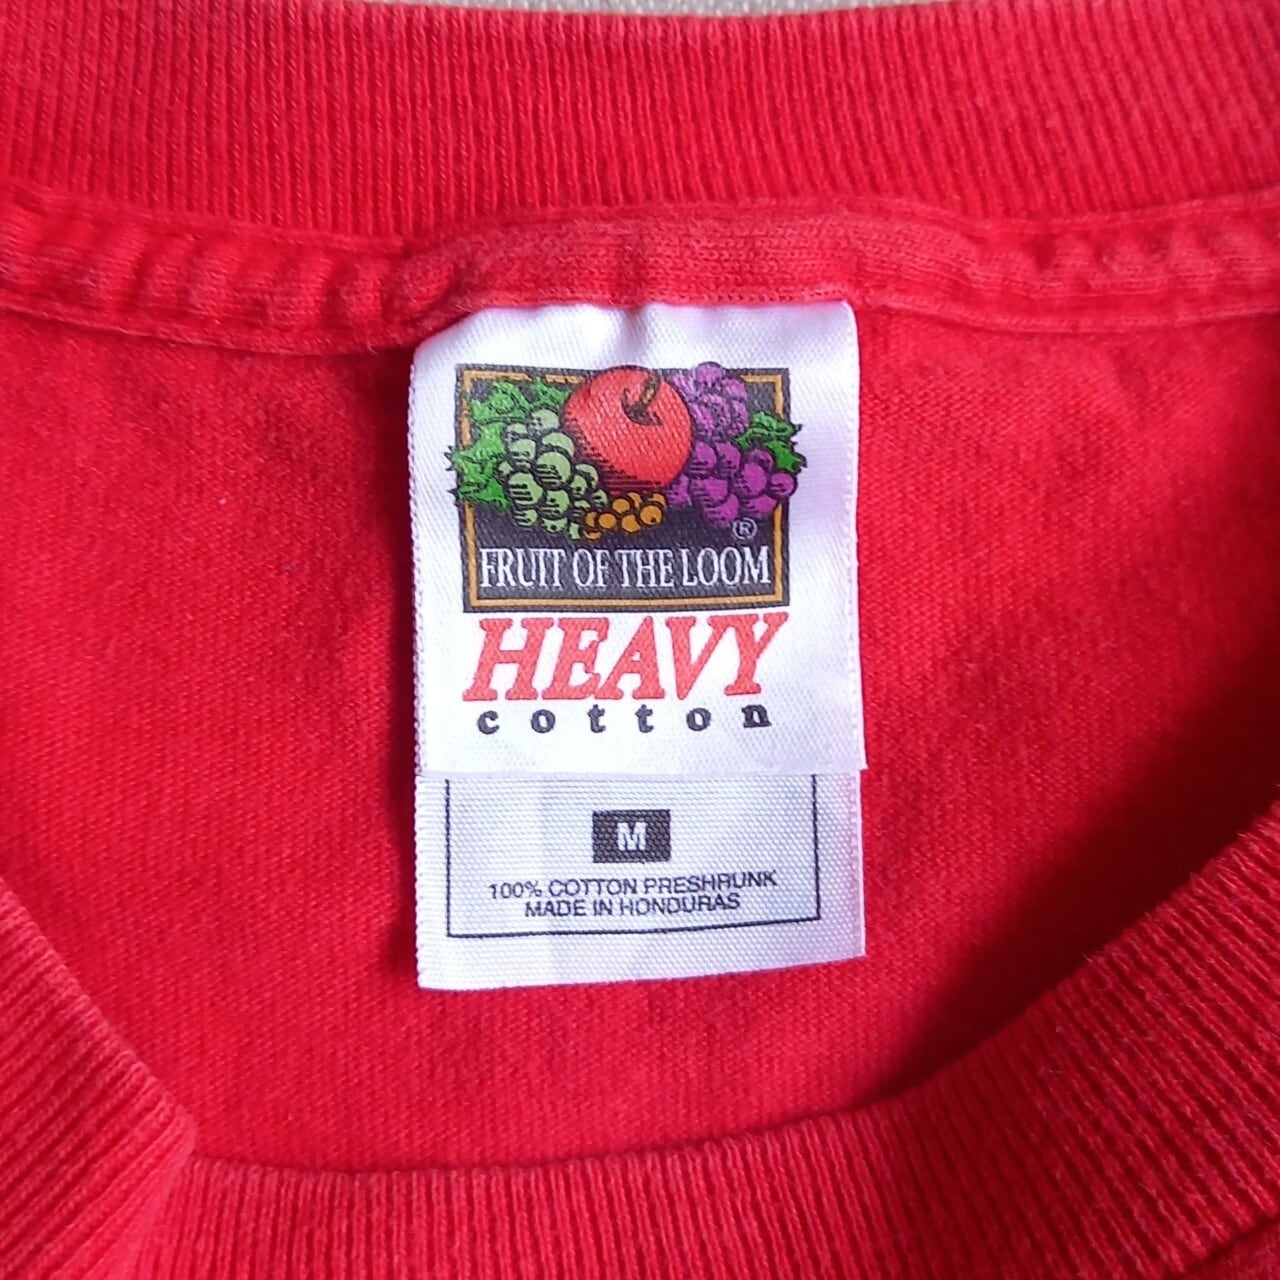 ®
FRUIT OF THE LOOM
HEAVY
cotton
M
100% COTTON PRESHRUNK
MADE IN HONDURAS